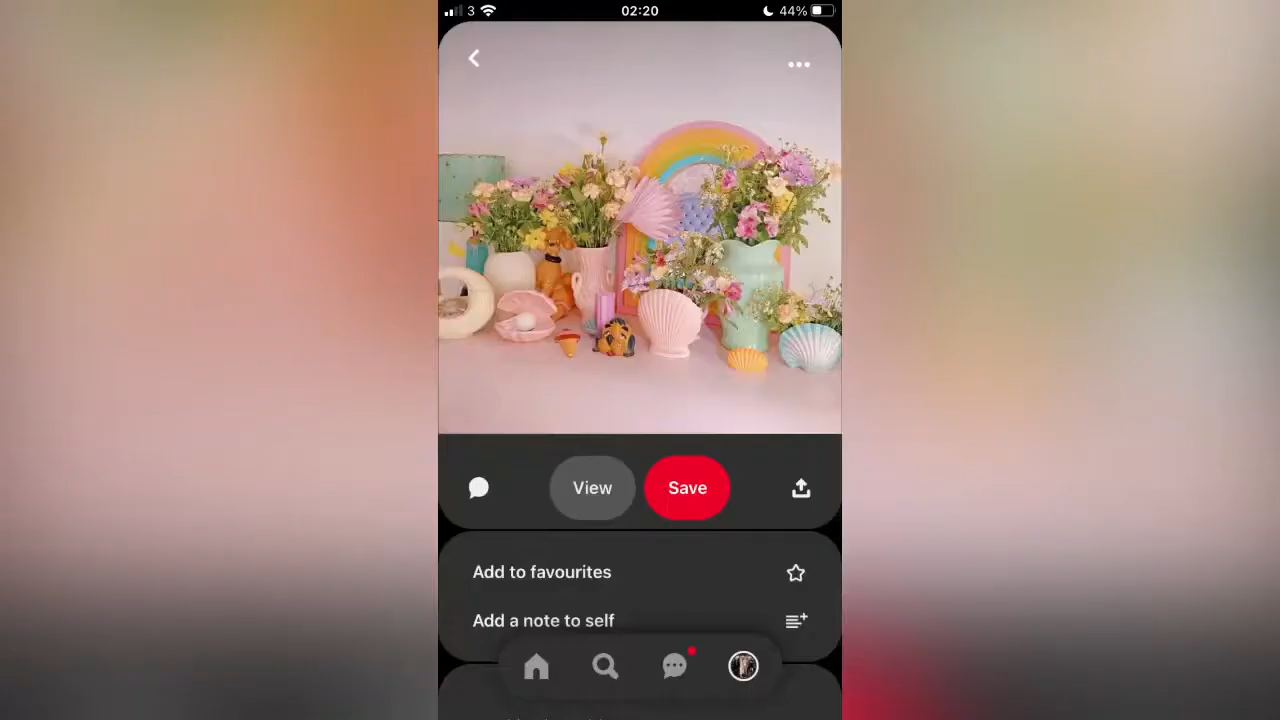 3 02:20 44%
View Save
Add to favourites
Add a note to self